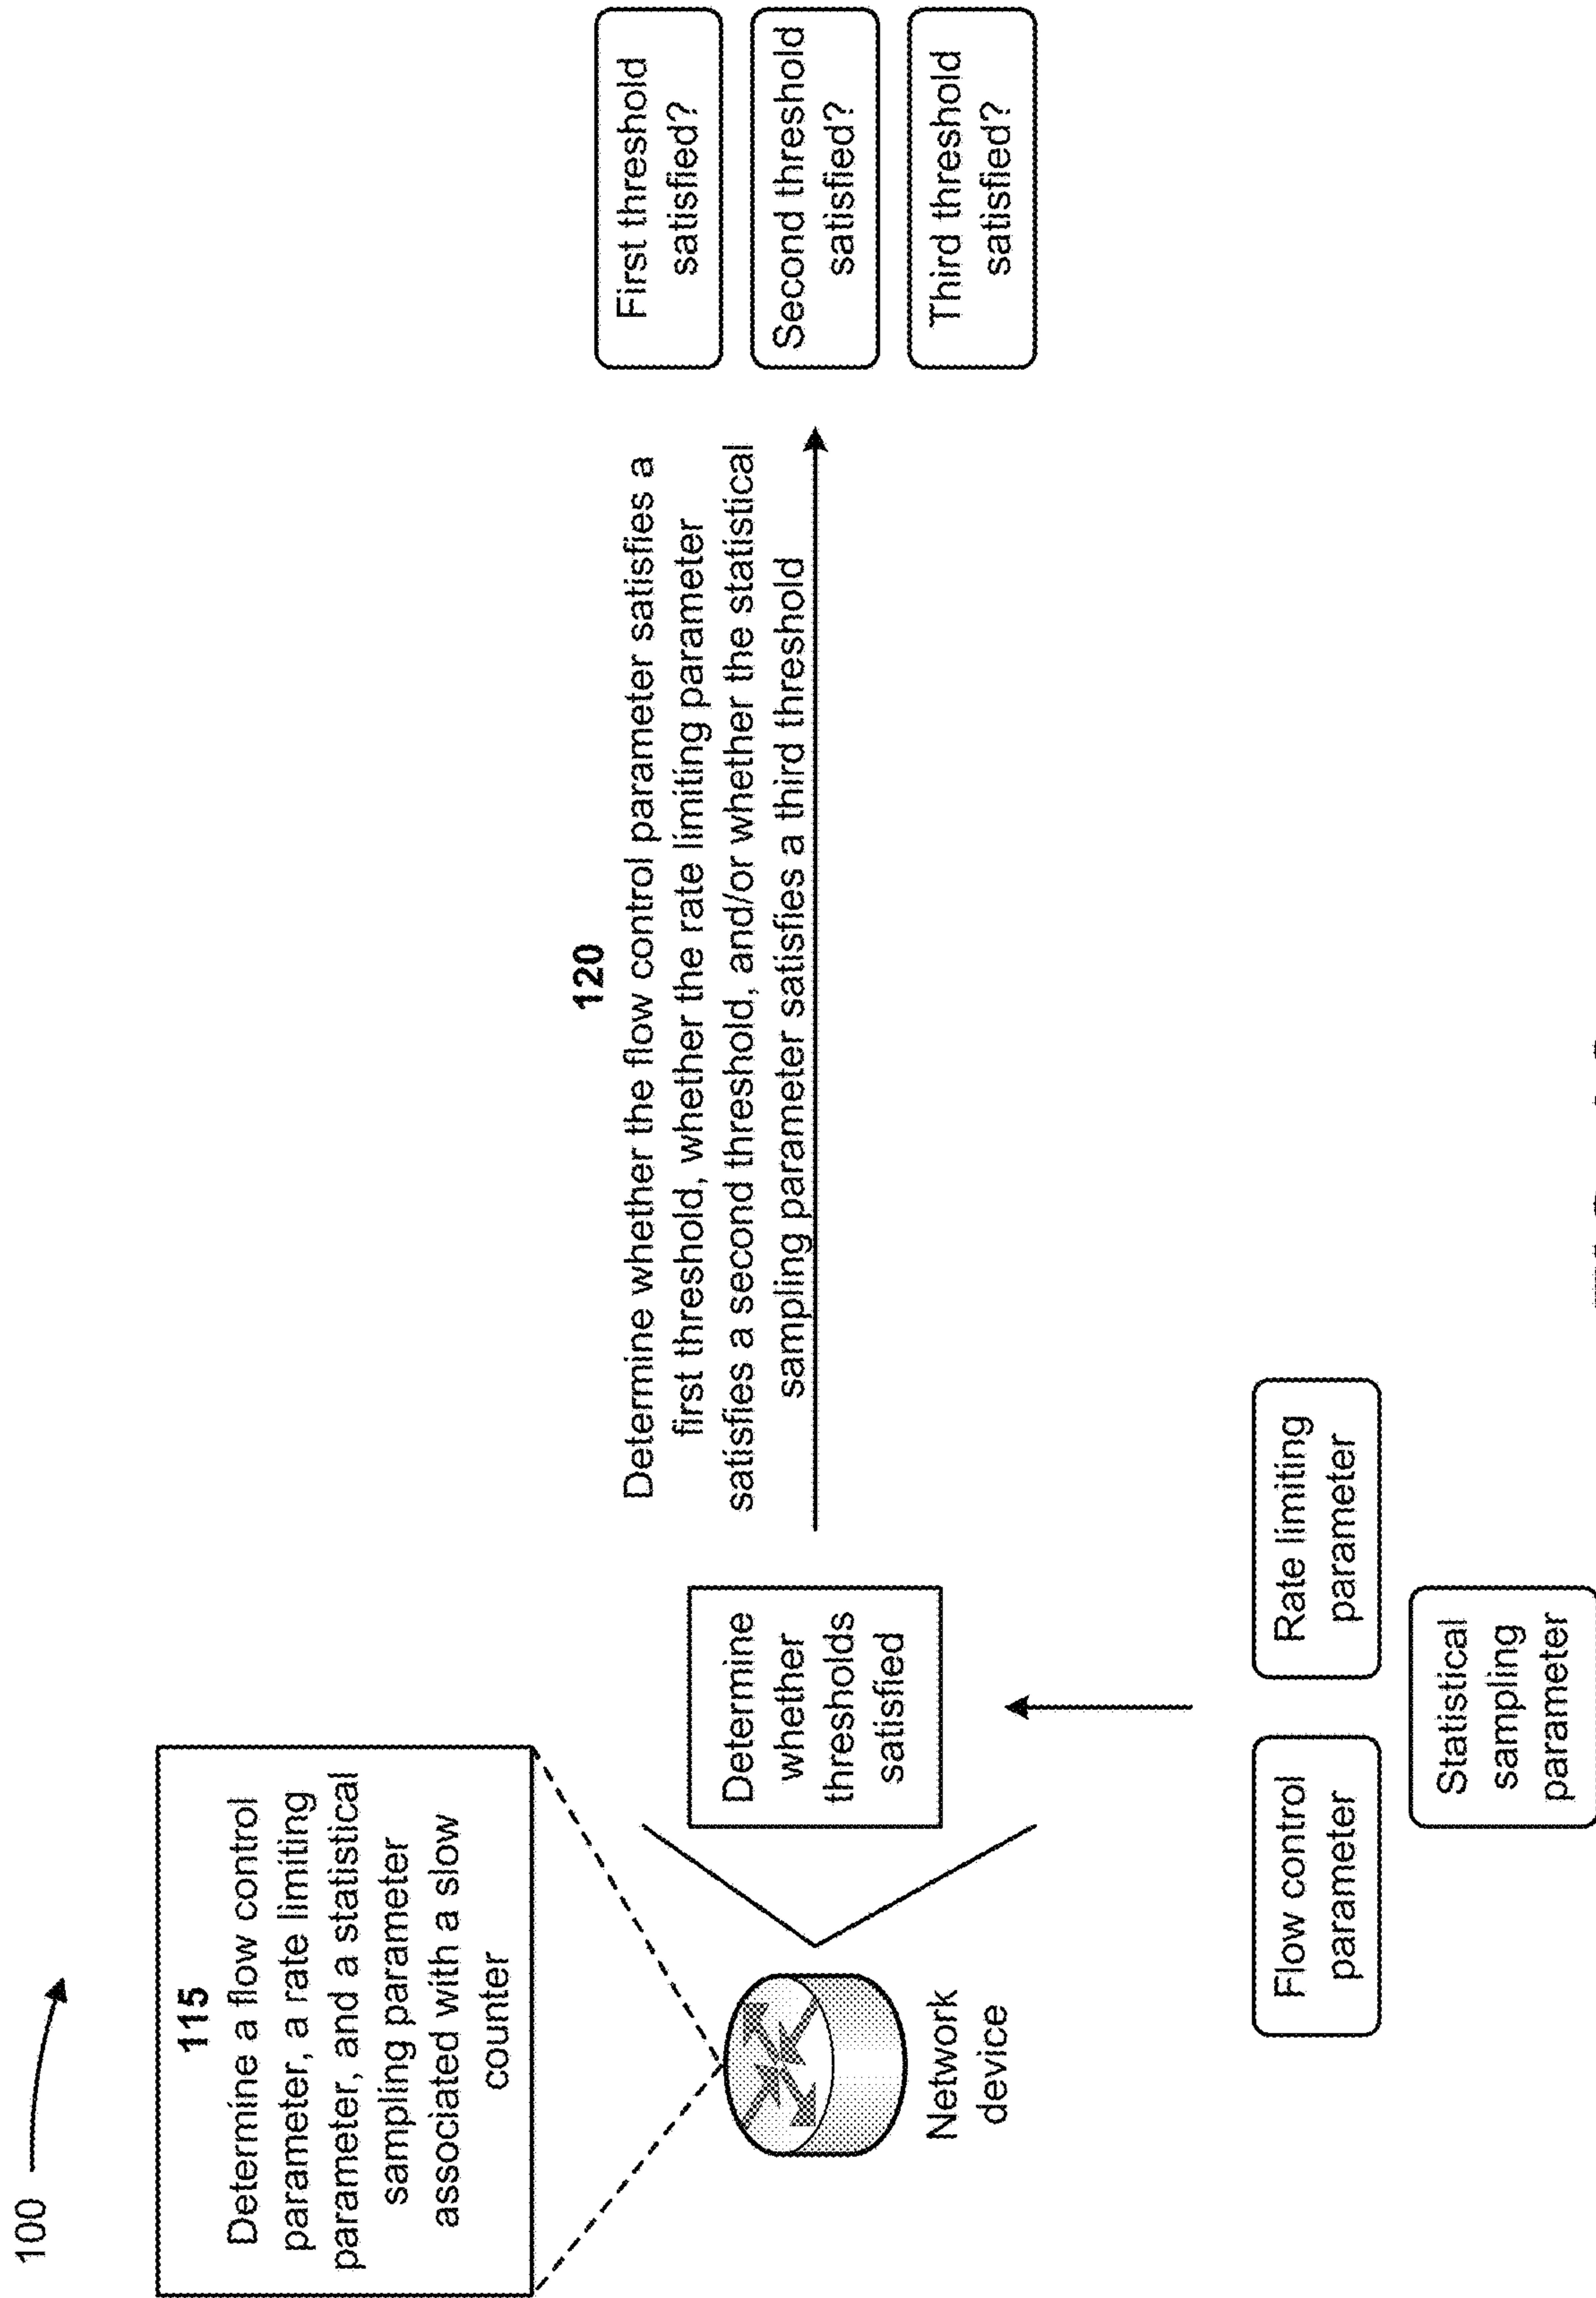 100
115
Determine a flow control
parameter, a rate limiting
parameter, and a statistical
sampling parameter
associated with a slow
counter
Network
device
Determine
whether
thresholds
satisfied
Flow control
parameter
Rate limiting
parameter
Statistical
sampling
parameter
120
Determine whether the flow control parameter satisfies a
first threshold, whether the rate limiting parameter
satisfies a second threshold, and/or whether the statistical
sampling parameter satisfies a third threshold
First threshold
satisfied?
Second threshold
satisfied?
Third threshold
satisfied?